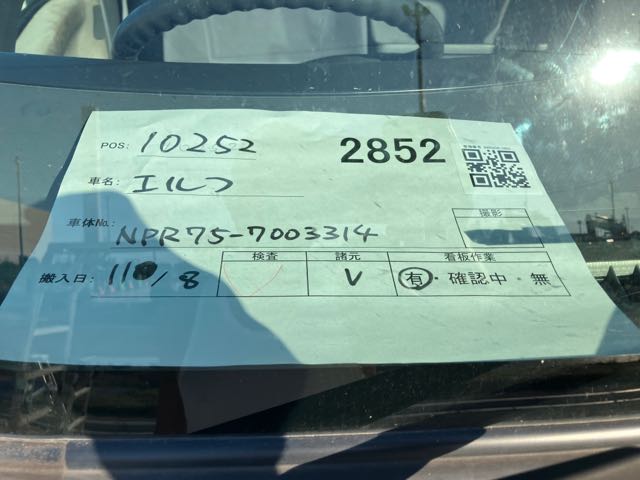 POS: 10252 2852
車名: エルフ
車体No.: NPR75-7003314 撮影
検査 諸元 看板作業
搬入日: 11/8 V 有・確認中・無